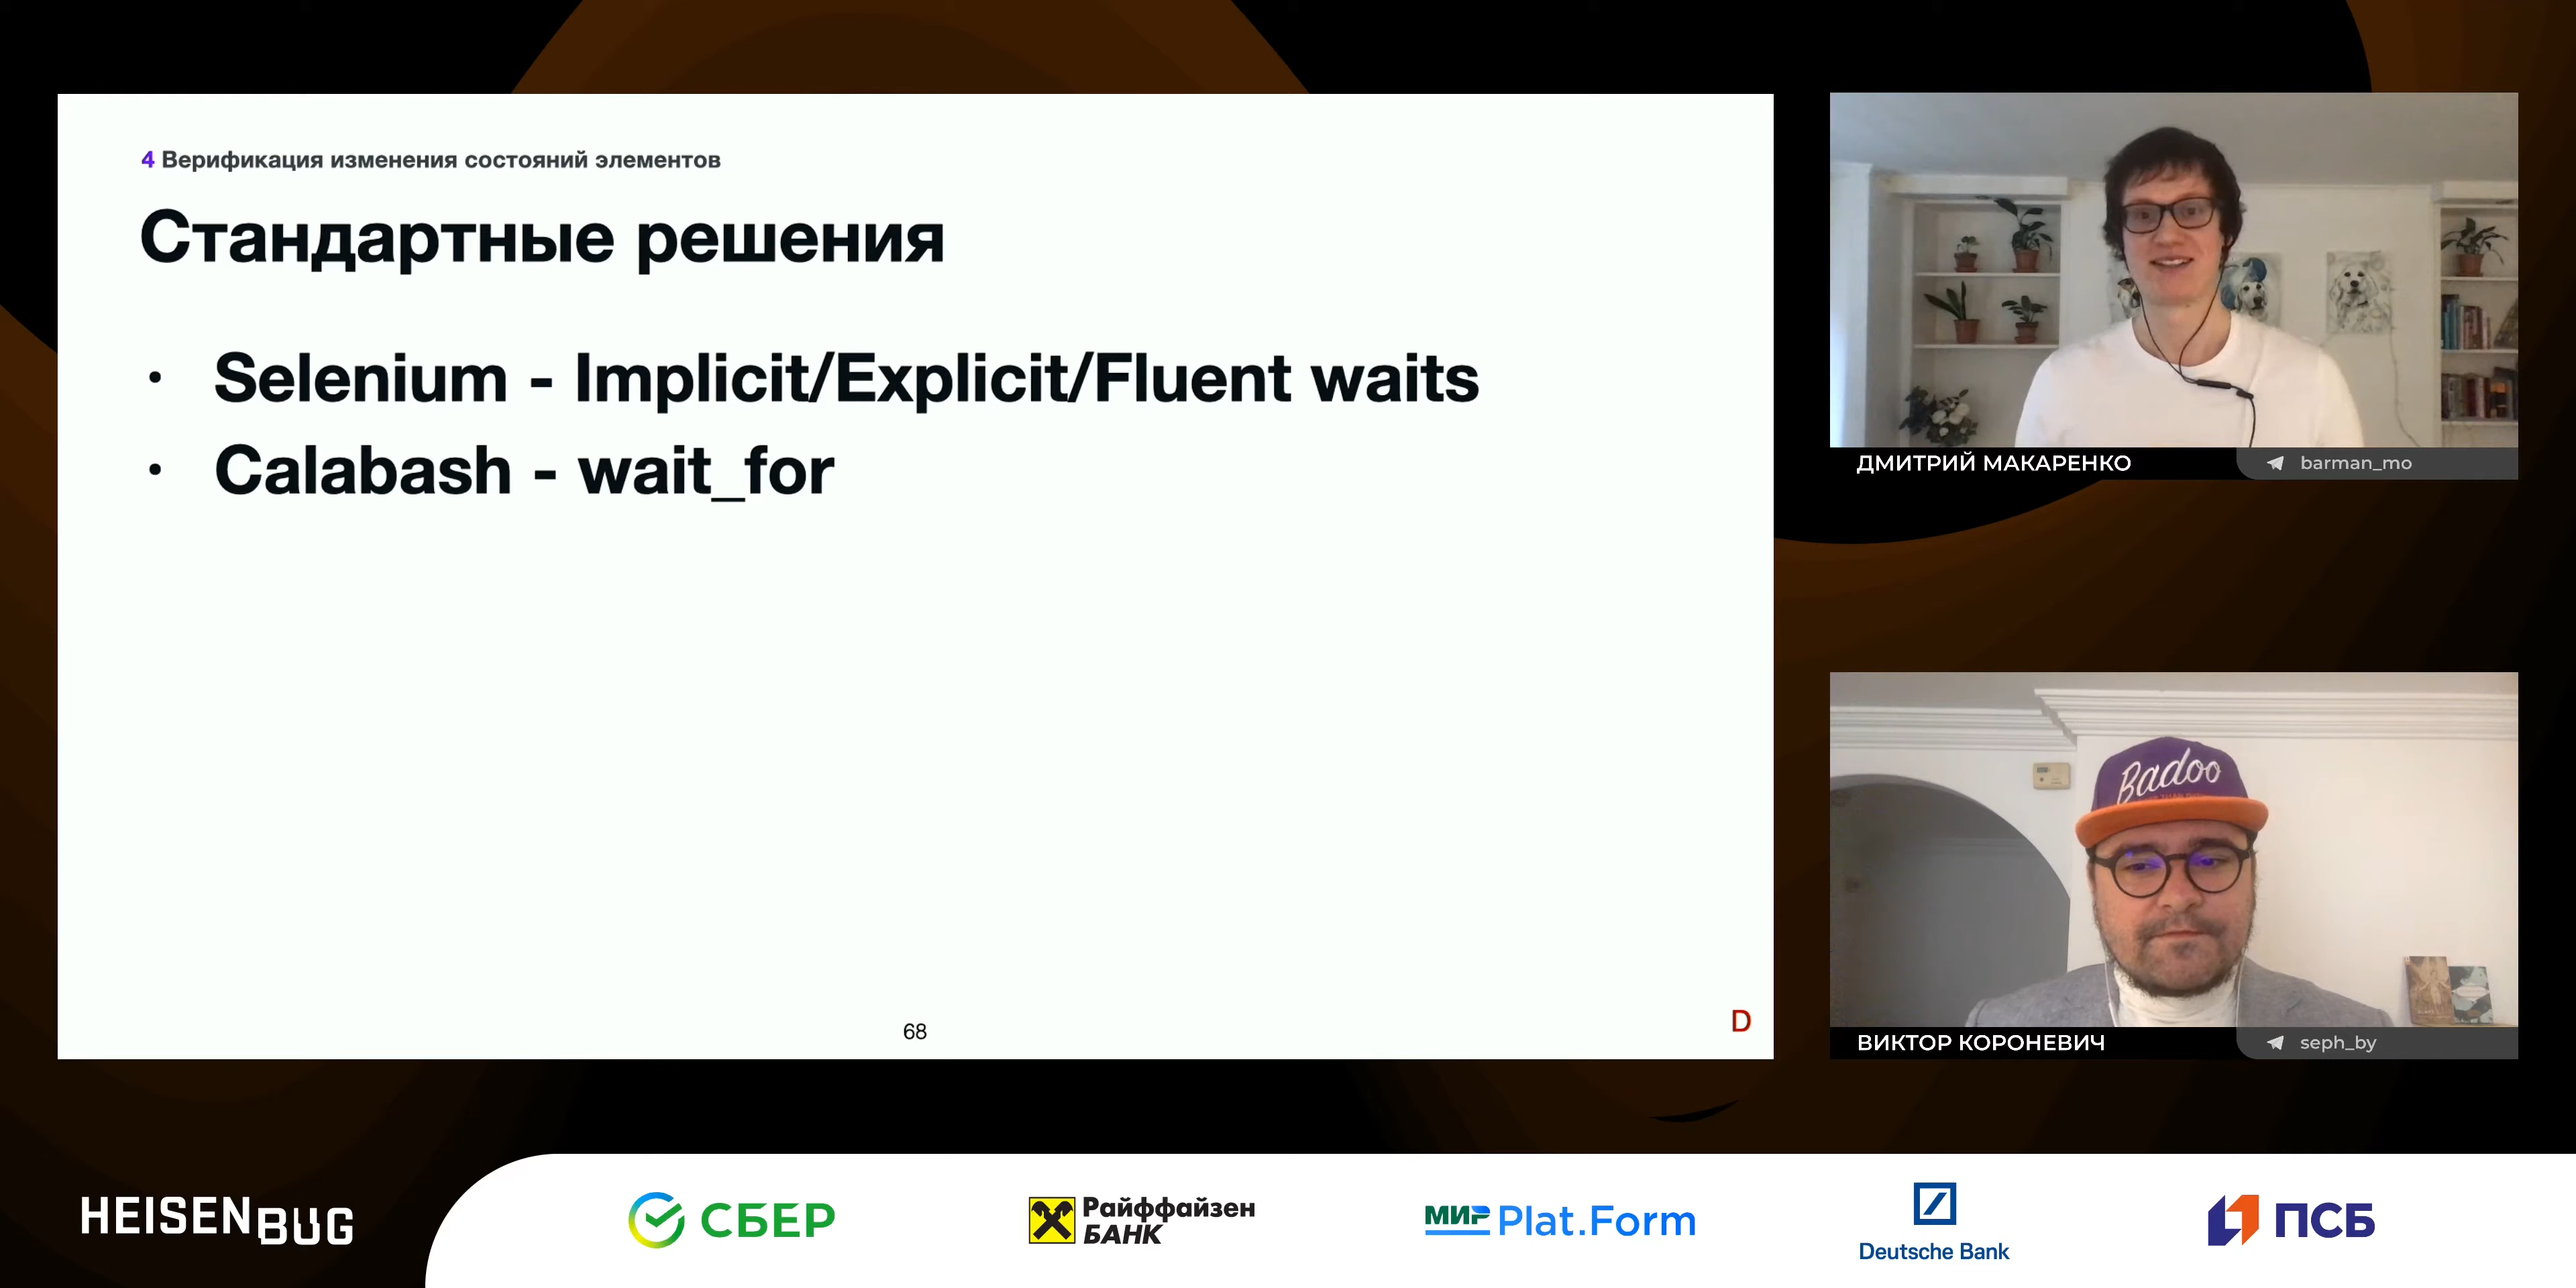 4 Верификация изменения состояний элементов
Стандартные решения
• Selenium - Implicit/Explicit/Fluent waits
• Calabash - wait_for
68
D
ДМИТРИЙ МАКАРЕНКО
barman_mo
Badoo
ВИКТОР КОРОНЕВИЧ
seph_by
HEISENBUG
СБЕР
Райффайзен
БАНК
МИР Plat.Form
Deutsche Bank
ПСБ